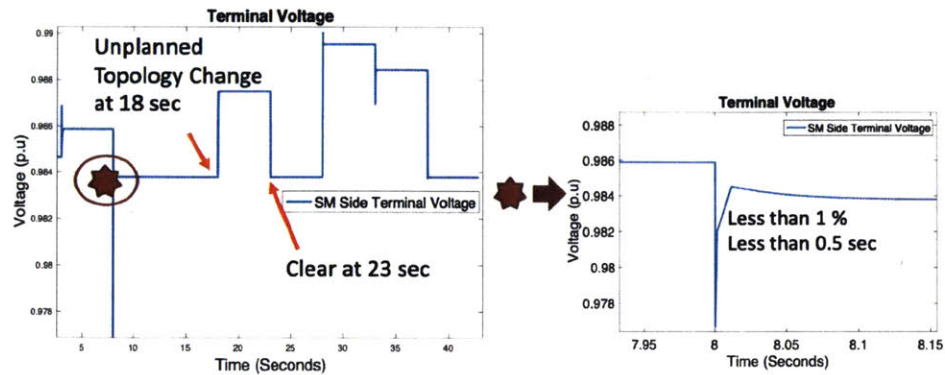 Terminal Voltage
0.99
0.988
0.966
0.984
0.982
0.98
0.978
Voltage (p.u)
Unplanned
Topology Change
at 18 sec
SM Side Terminal Voltage
Clear at 23 sec
5
10
15
20
25
30
35
40
Time (Seconds)
Terminal Voltage
0.988
0.986
0.984
0.982
0.98
0.978
Voltage (p.u)
SM Side Terminal Voltage
Less than 1 %
Less than 0.5 sec
7.95
8
8.05
8.1
8.15
Time (Seconds)